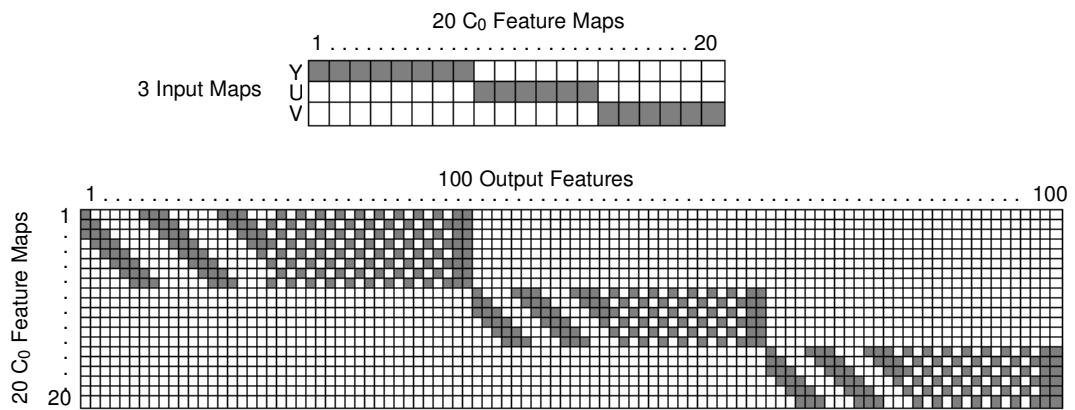 20 C0 Feature Maps
1 . . . . . . . . . . . . . . . . . . . . . . . . . . . . . . 20
3 Input Maps
Y
U
V
100 Output Features
1 . . . . . . . . . . . . . . . . . . . . . . . . . . . . . . . . . . . . . . . . . . . . . . . . . . . . . . . . . . . . . . . . . . . . . . . . . . . . 100
20 C0 Feature Maps
1
.
.
.
.
.
.
.
.
20